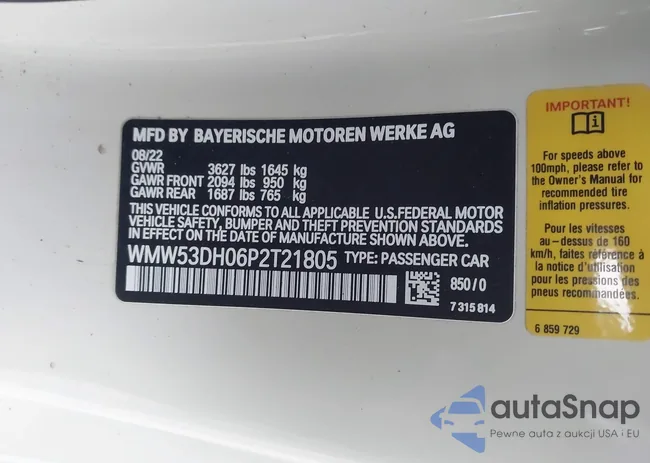 MFD BY BAYERISCHE MOTOREN WERKE AG
08/22
GVWR 3627 lbs 1645 kg
GAWR FRONT 2094 lbs 950 kg
GAWR REAR 1687 lbs 765 kg
THIS VEHICLE CONFORMS TO ALL APPLICABLE U.S.FEDERAL MOTOR
VEHICLE SAFETY, BUMPER AND THEFT PREVENTION STANDARDS
IN EFFECT ON THE DATE OF MANUFACTURE SHOWN ABOVE.
WMW53DH06P2T21805 TYPE: PASSENGER CAR
850/0
7 315 814
IMPORTANT!
For speeds above
100mph, please refer to
the Owner's Manual for
recommended tire
inflation pressures.
Pour les vitesses
au-dessus de 160
km/h, faites référence à
la notice d'utilisation
pour les pressions des
pneus recommandées.
6 859 729
autaSnap
Pewne auta z aukcji USA i EU